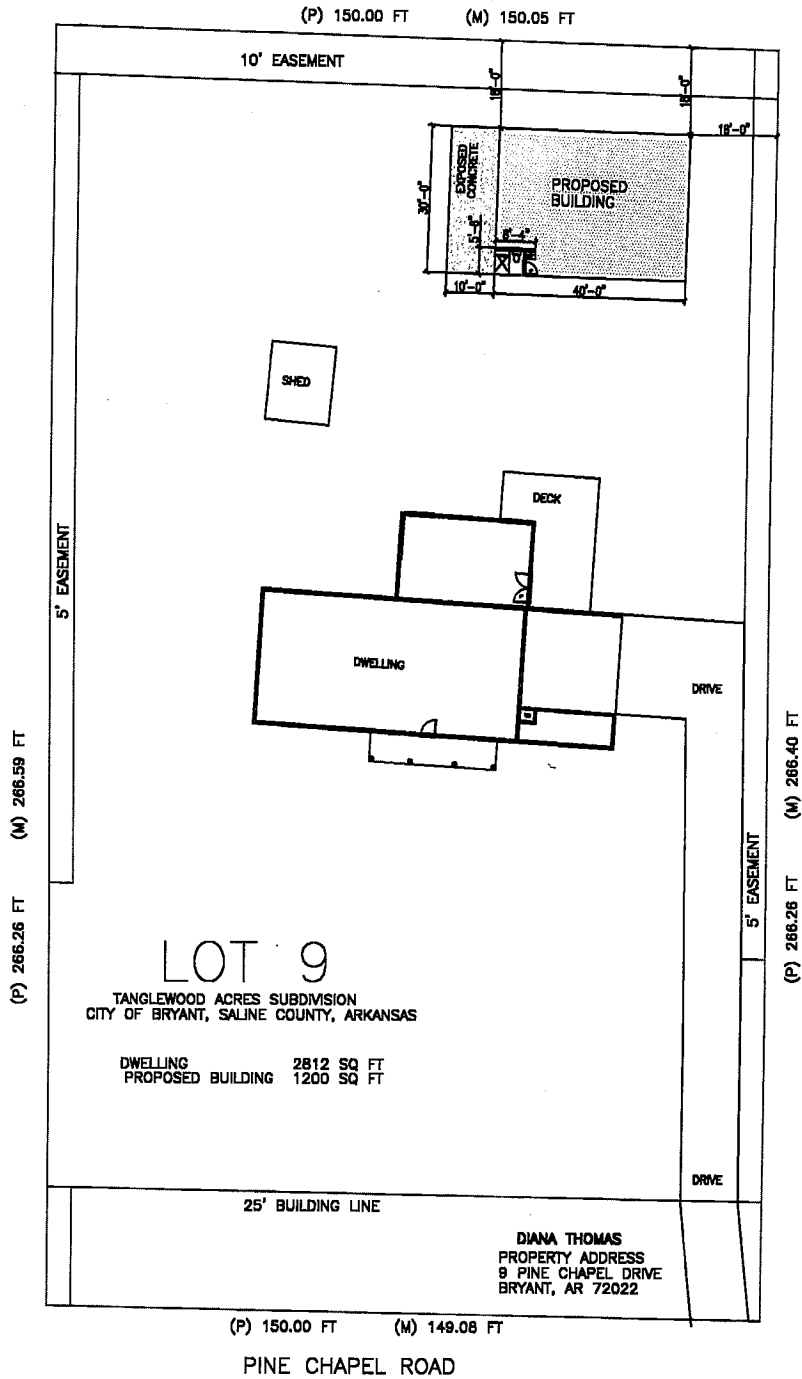 (P) 150.00 FT (M) 150.05 FT
10' EASEMENT
18'-0"
18'-0"
18'-0"
30'-0"
EXPOSED
CONCRETE
PROPOSED
BUILDING
5'-6"
6'-4"
10'-0"
40'-0"
SHED
DECK
5' EASEMENT
DWELLING
DRIVE
(P) 266.26 FT (M) 266.59 FT
(P) 266.26 FT (M) 266.40 FT
5' EASEMENT
LOT 9
TANGLEWOOD ACRES SUBDIVISION
CITY OF BRYANT, SALINE COUNTY, ARKANSAS
DWELLING 2812 SQ FT
PROPOSED BUILDING 1200 SQ FT
DRIVE
25' BUILDING LINE
DIANA THOMAS
PROPERTY ADDRESS
9 PINE CHAPEL DRIVE
BRYANT, AR 72022
(P) 150.00 FT (M) 149.08 FT
PINE CHAPEL ROAD